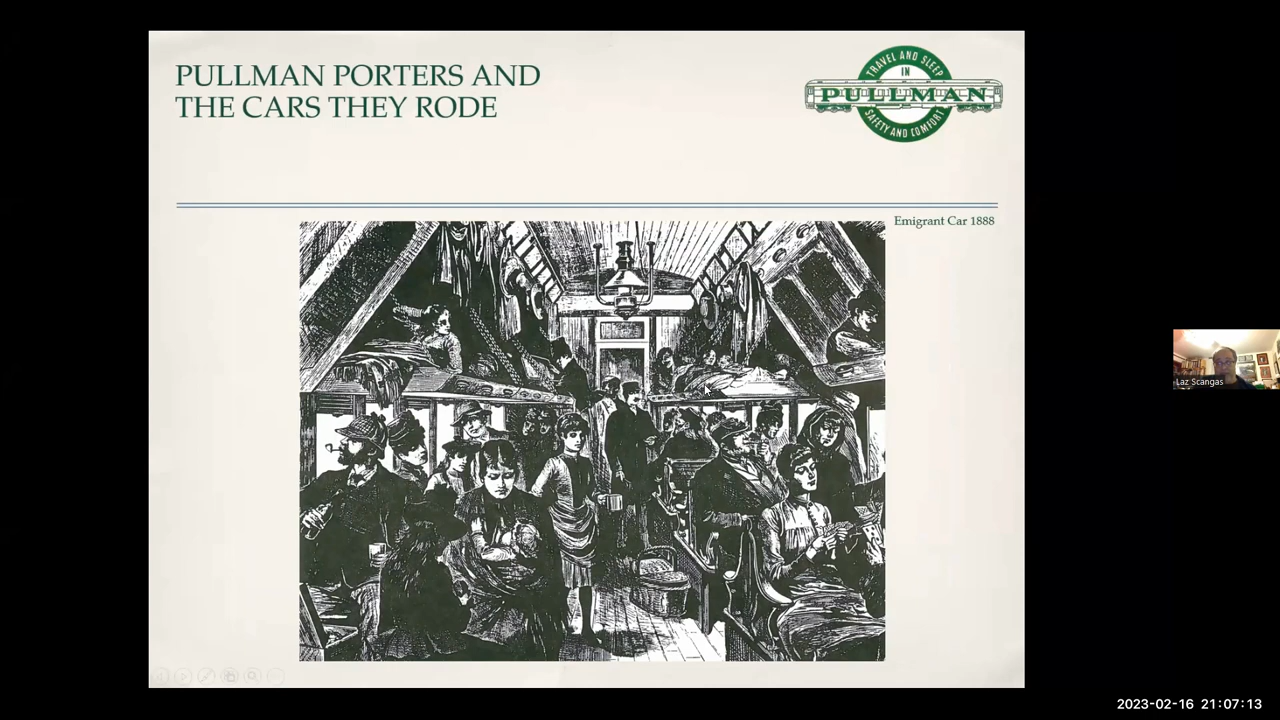 PULLMAN PORTERS AND
THE CARS THEY RODE
TRAVEL AND SLEEP
IN
PULLMAN
SAFETY AND COMFORT
Emigrant Car 1888
Laz Scangas
2023-02-16 21:07:13